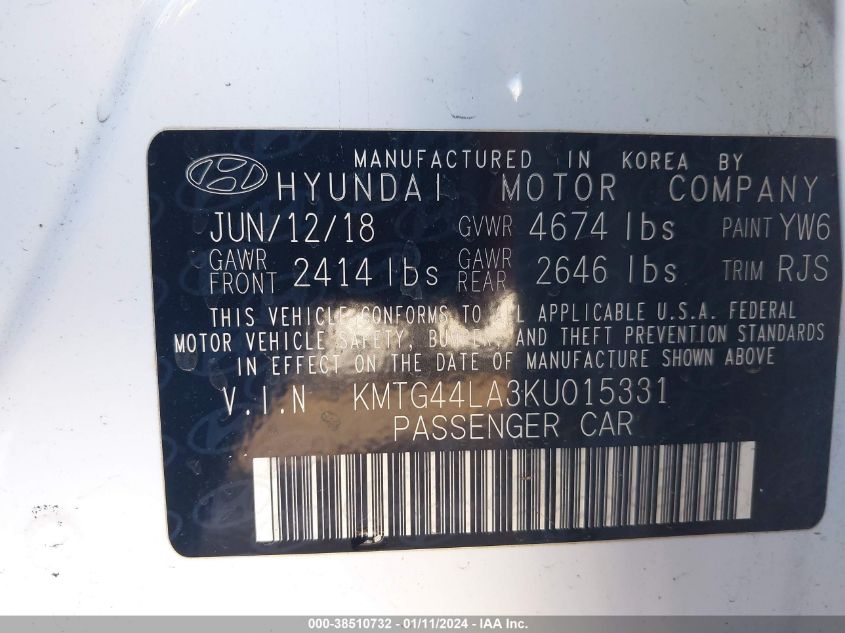 MANUFACTURED IN KOREA BY
HYUNDAI MOTOR COMPANY
JUN/12/18 GVWR 4674 lbs PAINT YW6
GAWR FRONT 2414 lbs GAWR REAR 2646 lbs TRIM RJS
THIS VEHICLE CONFORMS TO ALL APPLICABLE U.S.A. FEDERAL
MOTOR VEHICLE SAFETY, BUMPER, AND THEFT PREVENTION STANDARDS
IN EFFECT ON THE DATE OF MANUFACTURE SHOWN ABOVE
V.I.N KMTG44LA3KU015331
PASSENGER CAR
000-38510732 - 01/11/2024 - IAA Inc.